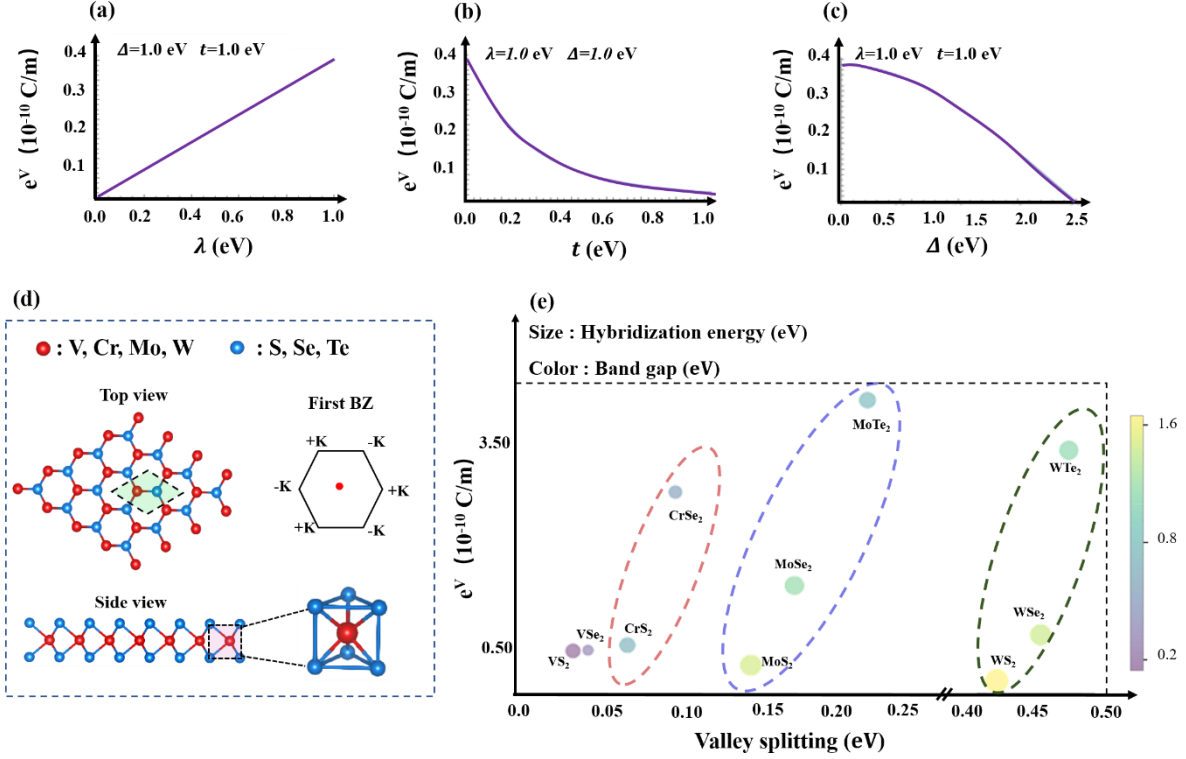 (a)
Δ=1.0 eV t=1.0 eV
e^V (10^-10 C/m)
0.4
0.3
0.2
0.1
0.0 0.2 0.4 0.6 0.8 1.0
λ (eV)
(b)
λ=1.0 eV Δ=1.0 eV
e^V (10^-10 C/m)
0.4
0.3
0.2
0.1
0.0 0.2 0.4 0.6 0.8 1.0
t (eV)
(c)
λ=1.0 eV t=1.0 eV
e^V (10^-10 C/m)
0.4
0.3
0.2
0.1
0.0 0.5 1.0 1.5 2.0 2.5
Δ (eV)
(d)
: V, Cr, Mo, W : S, Se, Te
Top view
First BZ
+K -K
-K +K
+K -K
Side view
(e)
Size : Hybridization energy (eV)
Color : Band gap (eV)
e^V (10^-10 C/m)
3.50
0.50
MoTe₂
WTe₂
CrSe₂
MoSe₂
WSe₂
VSe₂
CrS₂
VS₂
MoS₂
WS₂
0.0 0.05 0.10 0.15 0.20 0.25 0.40 0.45 0.50
Valley splitting (eV)
1.6
0.8
0.2